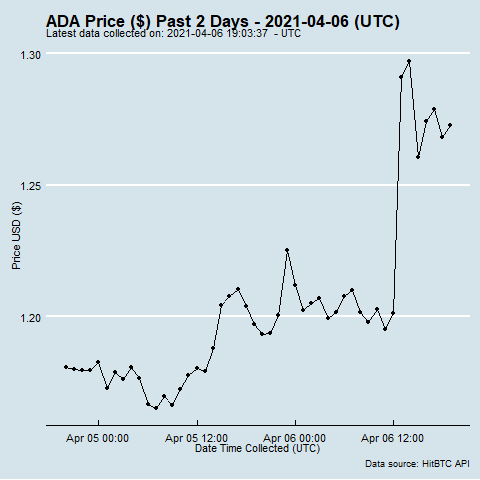 ADA Price ($) Past 2 Days - 2021-04-06 (UTC)
Latest data collected on: 2021-04-06 19:03:37 - UTC
1.30
1.25
1.20
Price USD ($)
Apr 05 00:00 Apr 05 12:00 Apr 06 00:00 Apr 06 12:00
Date Time Collected (UTC)
Data source: HitBTC API